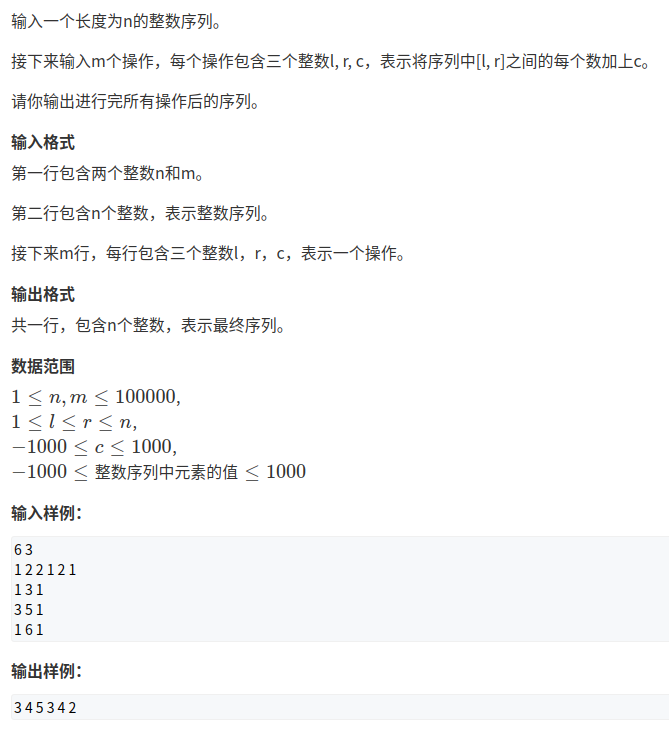 输入一个长度为n的整数序列。
接下来输入m个操作，每个操作包含三个整数l, r, c，表示将序列中[l, r]之间的每个数加上c。
请你输出进行完所有操作后的序列。
输入格式
第一行包含两个整数n和m。
第二行包含n个整数，表示整数序列。
接下来m行，每行包含三个整数l，r，c，表示一个操作。
输出格式
共一行，包含n个整数，表示最终序列。
数据范围
1 ≤ n, m ≤ 100000,
1 ≤ l ≤ r ≤ n,
−1000 ≤ c ≤ 1000,
−1000 ≤ 整数序列中元素的值 ≤ 1000
输入样例：
6 3
1 2 2 1 2 1
1 3 1
3 5 1
1 6 1
输出样例：
3 4 5 3 4 2